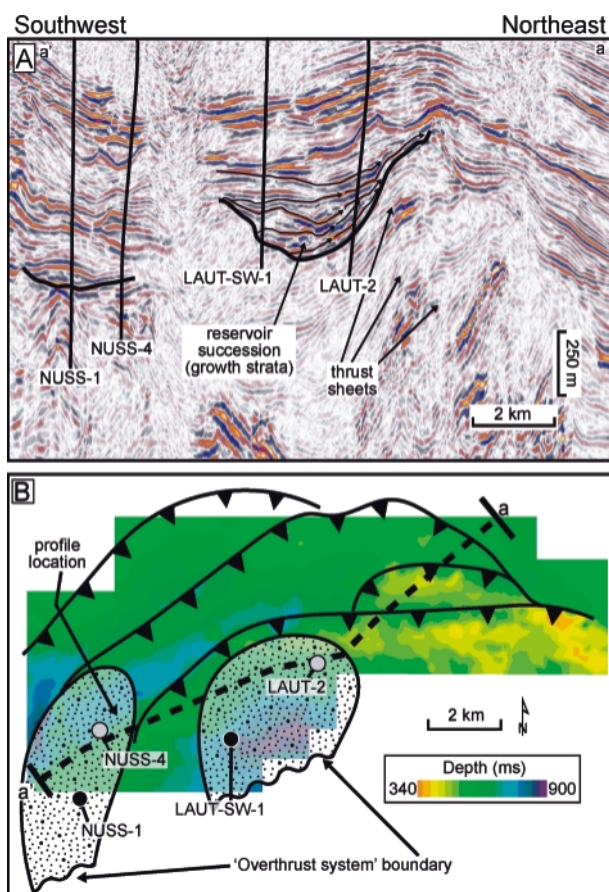 Southwest
Northeast
A
a'
a
LAUT-SW-1
LAUT-2
NUSS-4
NUSS-1
reservoir
succession
(growth strata)
thrust
sheets
250 m
2 km
B
profile
location
a
LAUT-2
NUSS-4
2 km
N
LAUT-SW-1
Depth (ms)
340
900
a
NUSS-1
'Overthrust system' boundary